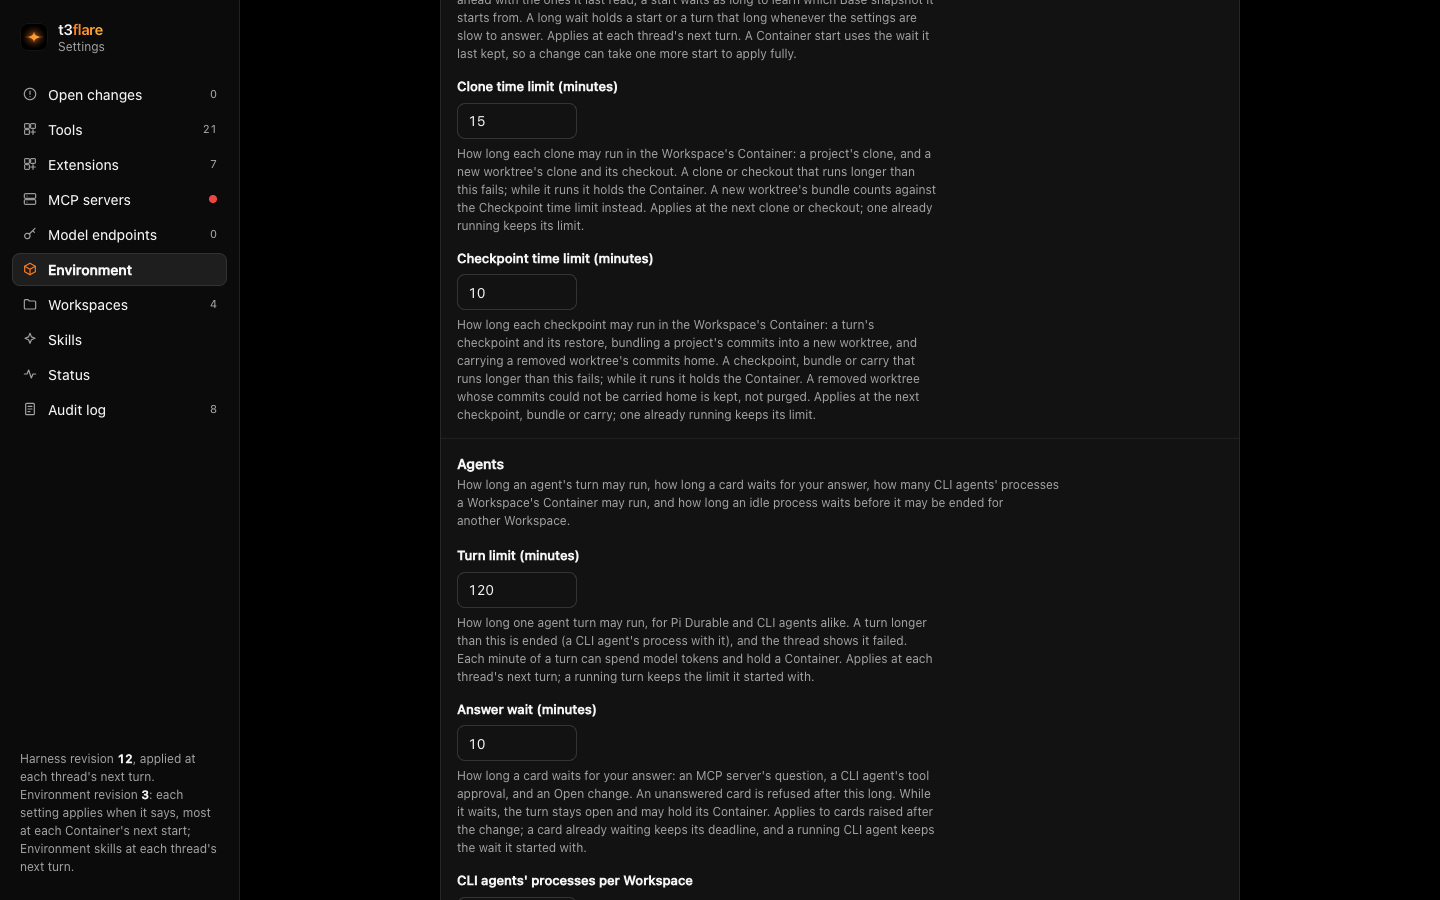 t3flare
Settings
Open changes 0
Tools 21
Extensions 7
MCP servers
Model endpoints 0
Environment
Workspaces 4
Skills
Status
Audit log 8
Harness revision 12, applied at
each thread's next turn.
Environment revision 3: each
setting applies when it says, most
at each Container's next start;
Environment skills at each thread's
next turn.
ahead with the ones it last read, a start waits as long to learn which Base snapshot it
starts from. A long wait holds a start or a turn that long whenever the settings are
slow to answer. Applies at each thread's next turn. A Container start uses the wait it
last kept, so a change can take one more start to apply fully.
Clone time limit (minutes)
15
How long each clone may run in the Workspace's Container: a project's clone, and a
new worktree's clone and its checkout. A clone or checkout that runs longer than
this fails; while it runs it holds the Container. A new worktree's bundle counts against
the Checkpoint time limit instead. Applies at the next clone or checkout; one already
running keeps its limit.
Checkpoint time limit (minutes)
10
How long each checkpoint may run in the Workspace's Container: a turn's
checkpoint and its restore, bundling a project's commits into a new worktree, and
carrying a removed worktree's commits home. A checkpoint, bundle or carry that
runs longer than this fails; while it runs it holds the Container. A removed worktree
whose commits could not be carried home is kept, not purged. Applies at the next
checkpoint, bundle or carry; one already running keeps its limit.
Agents
How long an agent's turn may run, how long a card waits for your answer, how many CLI agents' processes
a Workspace's Container may run, and how long an idle process waits before it may be ended for
another Workspace.
Turn limit (minutes)
120
How long one agent turn may run, for Pi Durable and CLI agents alike. A turn longer
than this is ended (a CLI agent's process with it), and the thread shows it failed.
Each minute of a turn can spend model tokens and hold a Container. Applies at each
thread's next turn; a running turn keeps the limit it started with.
Answer wait (minutes)
10
How long a card waits for your answer: an MCP server's question, a CLI agent's tool
approval, and an Open change. An unanswered card is refused after this long. While
it waits, the turn stays open and may hold its Container. Applies to cards raised after
the change; a card already waiting keeps its deadline, and a running CLI agent keeps
the wait it started with.
CLI agents' processes per Workspace